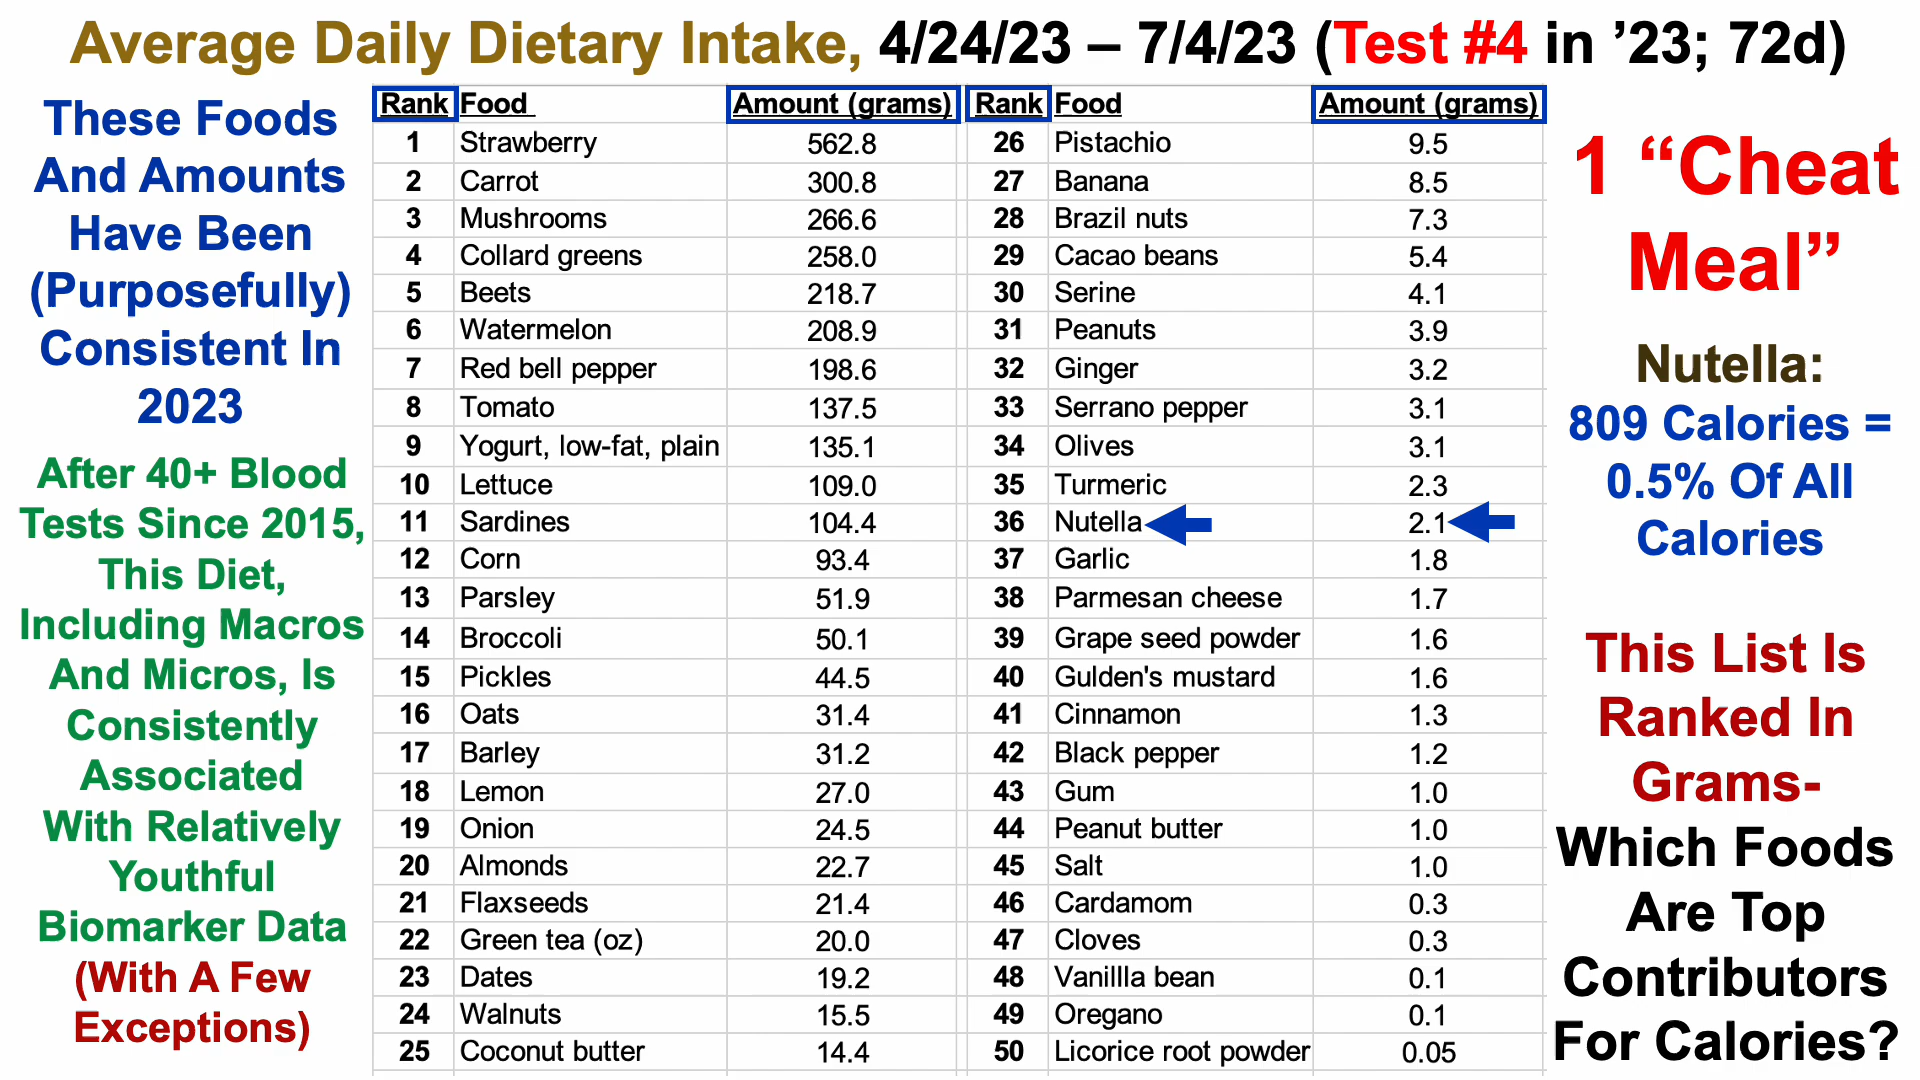 Average Daily Dietary Intake, 4/24/23 – 7/4/23 (Test #4 in ’23; 72d)
These Foods
And Amounts
Have Been
(Purposefully)
Consistent In
2023
After 40+ Blood
Tests Since 2015,
This Diet,
Including Macros
And Micros, Is
Consistently
Associated
With Relatively
Youthful
Biomarker Data
(With A Few
Exceptions)
Rank Food Amount (grams) Rank Food Amount (grams)
1 Strawberry 562.8 26 Pistachio 9.5
2 Carrot 300.8 27 Banana 8.5
3 Mushrooms 266.6 28 Brazil nuts 7.3
4 Collard greens 258.0 29 Cacao beans 5.4
5 Beets 218.7 30 Serine 4.1
6 Watermelon 208.9 31 Peanuts 3.9
7 Red bell pepper 198.6 32 Ginger 3.2
8 Tomato 137.5 33 Serrano pepper 3.1
9 Yogurt, low-fat, plain 135.1 34 Olives 3.1
10 Lettuce 109.0 35 Turmeric 2.3
11 Sardines 104.4 36 Nutella 2.1
12 Corn 93.4 37 Garlic 1.8
13 Parsley 51.9 38 Parmesan cheese 1.7
14 Broccoli 50.1 39 Grape seed powder 1.6
15 Pickles 44.5 40 Gulden's mustard 1.6
16 Oats 31.4 41 Cinnamon 1.3
17 Barley 31.2 42 Black pepper 1.2
18 Lemon 27.0 43 Gum 1.0
19 Onion 24.5 44 Peanut butter 1.0
20 Almonds 22.7 45 Salt 1.0
21 Flaxseeds 21.4 46 Cardamom 0.3
22 Green tea (oz) 20.0 47 Cloves 0.3
23 Dates 19.2 48 Vanillla bean 0.1
24 Walnuts 15.5 49 Oregano 0.1
25 Coconut butter 14.4 50 Licorice root powder 0.05
1 “Cheat
Meal”
Nutella:
809 Calories =
0.5% Of All
Calories
This List Is
Ranked In
Grams-
Which Foods
Are Top
Contributors
For Calories?